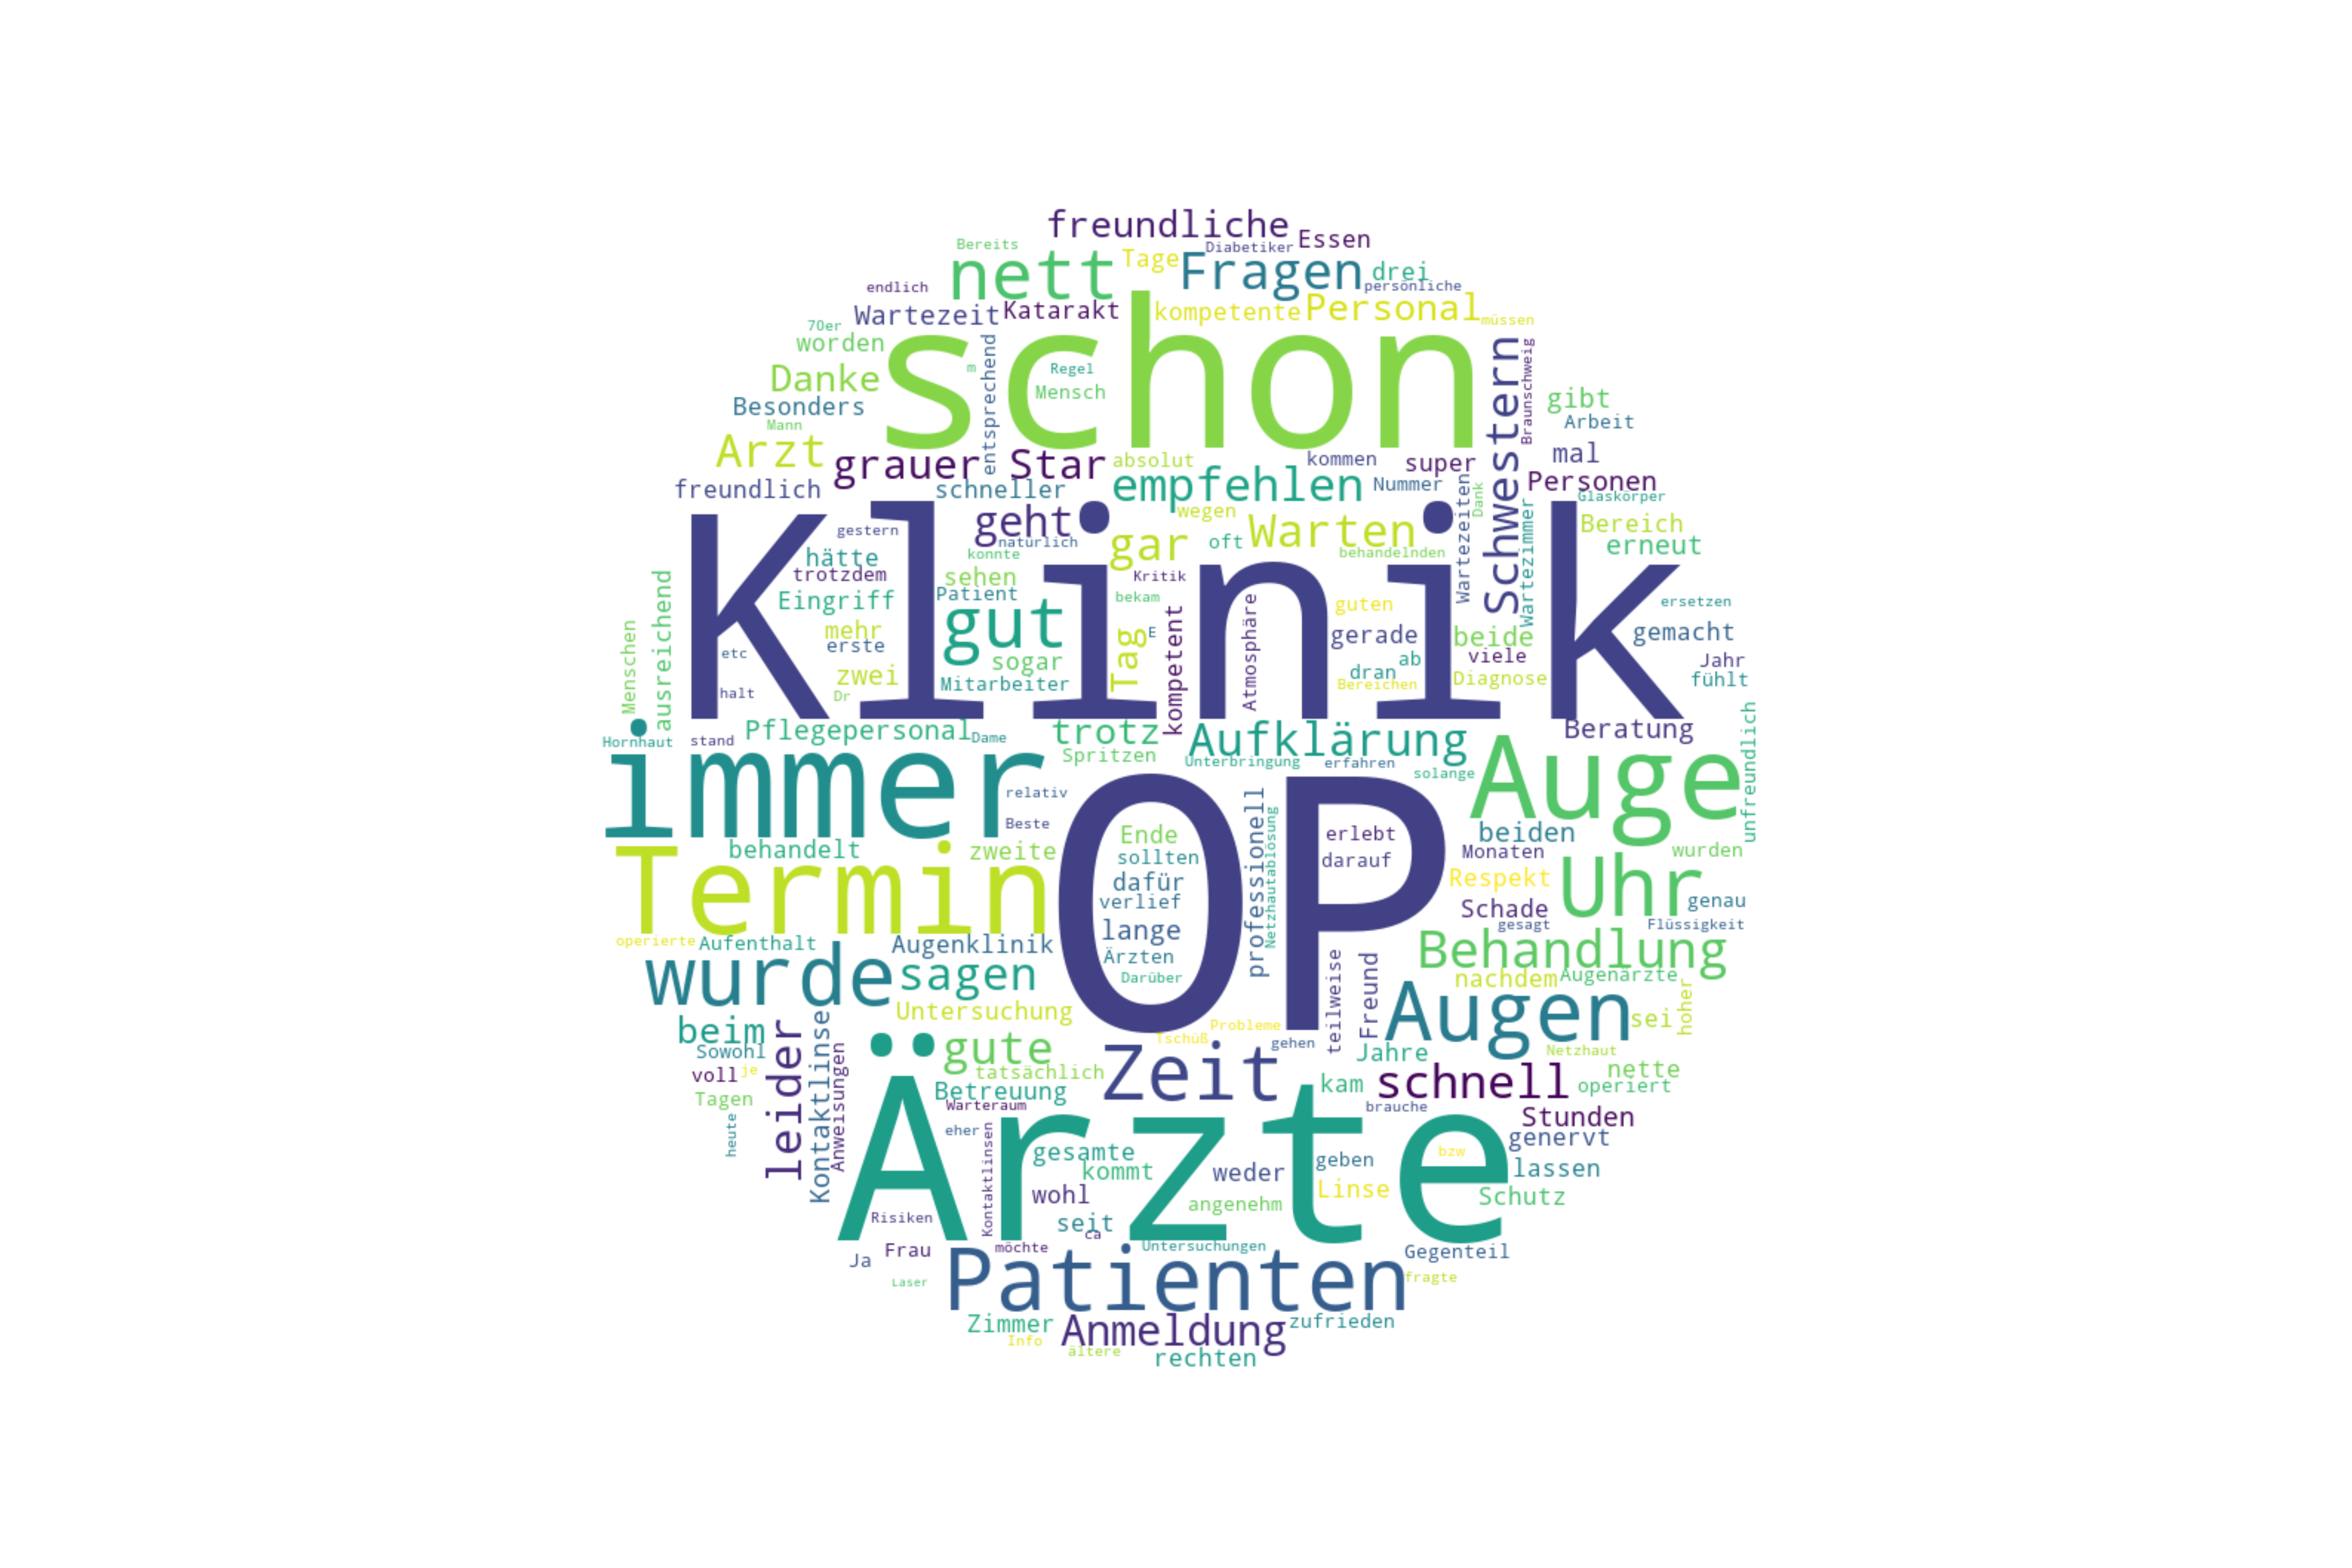 freundliche
Bereits
nett
Tage
Diabetiker
Essen
Fragen
drei
persönliche
endlich
Wartezeit
Katarakt
kompetente
Personal
müssen
70er
worden
schon
Danke
m
entsprechend
Regel
Mensch
Schwestern
Braunschweig
gibt
Besonders
Mann
Arbeit
Arzt
grauer Star
absolut
kommen
super
mal
freundlich
schneller
empfehlen
Nummer
Wartezeiten
Dank
Personen
Glaskörper
Klinik
gestern
geht
natürlich
wegen
Warten
Wartezimmer
Bereich
hätte
konnte
gar
oft
behandelnden
erneut
trotzdem
sehen
Kritik
Eingriff
Patient
bekam
kompetent
Atmosphäre
guten
ersetzen
ausreichend
Menschen
mehr
gut
Tag
E
gerade
beide
gemacht
etc
erste
sogar
dran
ab
viele
Jahr
halt
zwei
Dr
Mitarbeiter
Bereichen
Diagnose
fühlt
Hornhaut
stand
Pflegepersonal
Dame
trotz
Aufklärung
Beratung
unfreundlich
Spritzen
Unterbringung
erfahren
solange
immer
relativ
Beste
OP
Auge
Ende
professionell
Netzhautablösung
erlebt
beiden
behandelt
zweite
sollten
darauf
Monaten
wurden
Termin
dafür
verlief
Respekt
Uhr
genau
lange
Schade
gesagt
Flüssigkeit
operierte
Aufenthalt
Augenklinik
Ärzten
Behandlung
wurde
sagen
Darüber
teilweise
Freund
nachdem
Augenärzte
Untersuchung
Augen
sei
hoher
beim
Probleme
Tschüß
gehen
Sowohl
leider
Kontaktlinse
Anweisungen
gute
Zeit
Jahre
Netzhaut
voll
je
tatsächlich
nette
Tagen
Betreuung
kam
schnell
operiert
Warteraum
brauche
Stunden
heute
Ärzte
eher
Kontaktlinsen
gesamte
kommt
weder
geben
bzw
genervt
lassen
wohl
angenehm
Linse
Schutz
Risiken
seit
ca
Ja
Frau
möchte
Untersuchungen
Gegenteil
Laser
Patienten
fragte
Zimmer
Anmeldung
zufrieden
Info
ältere
rechten